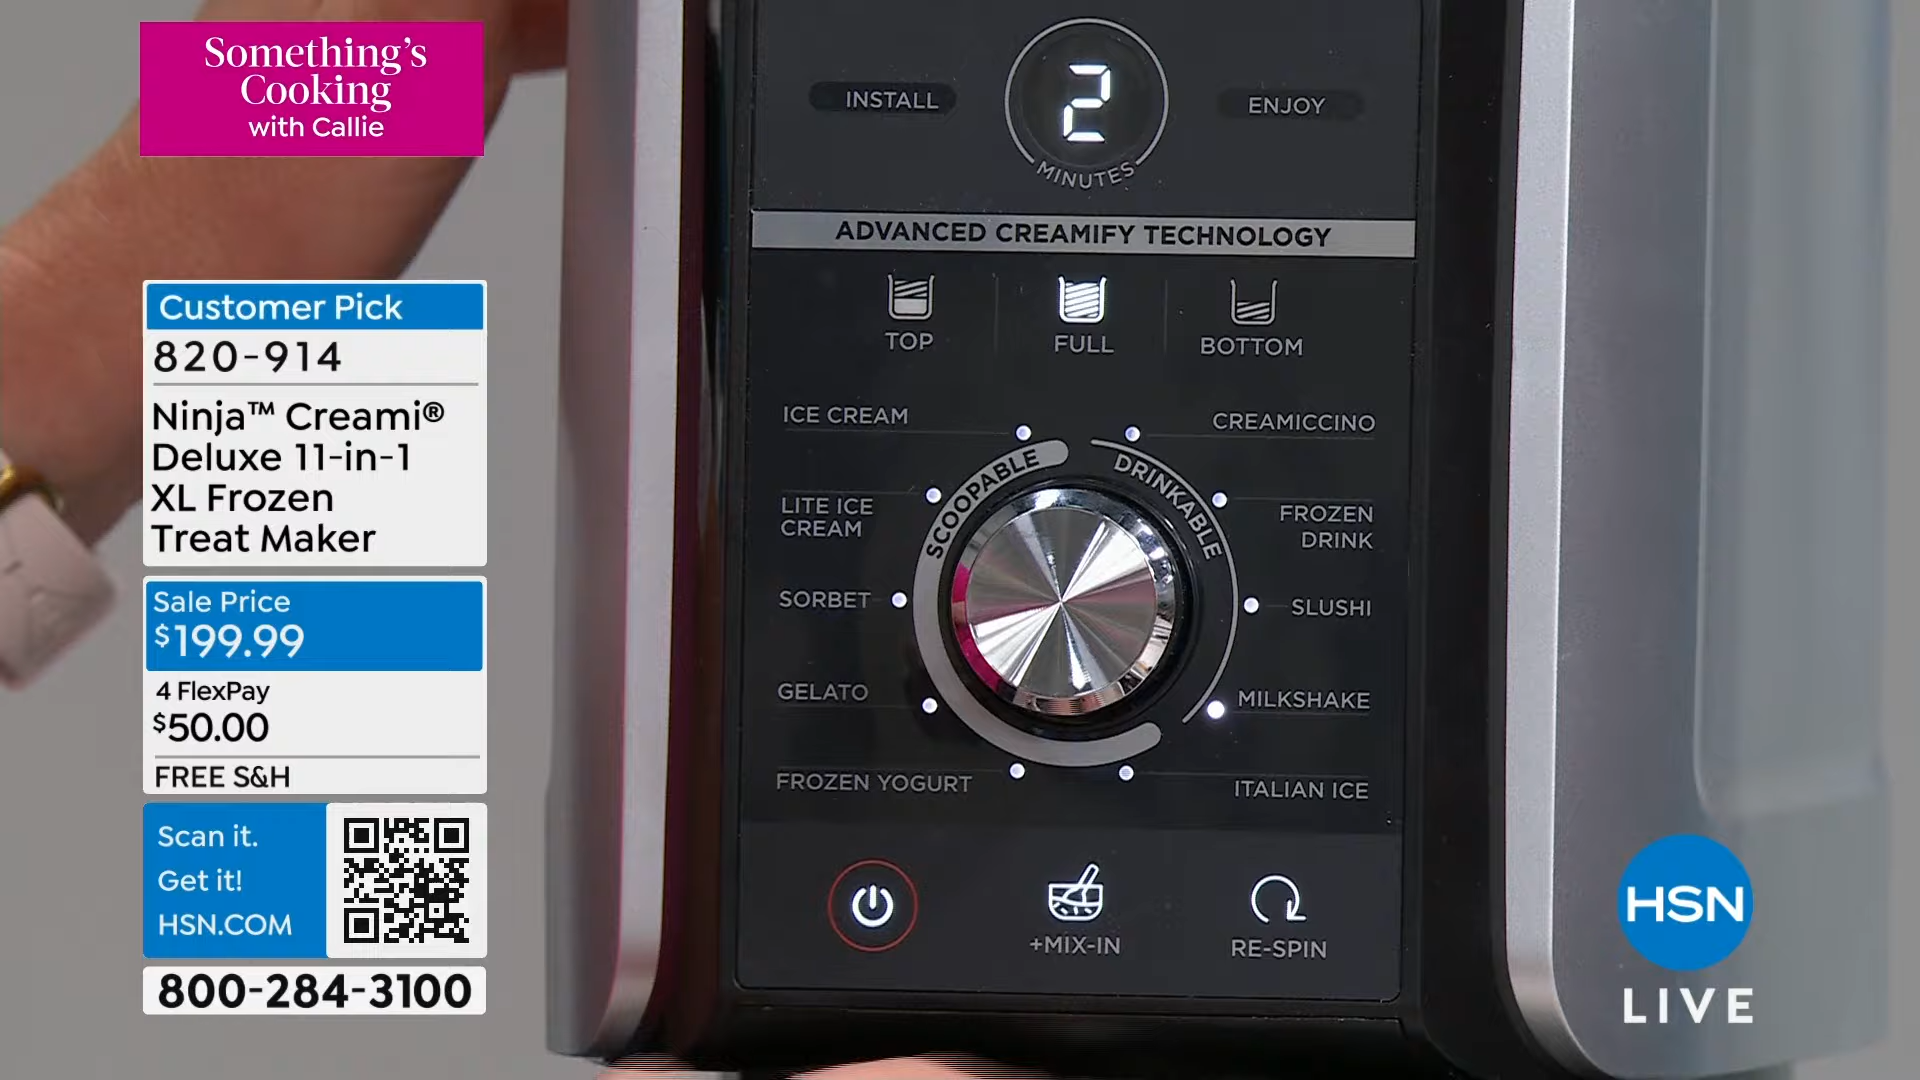 Something's
Cooking
with Callie
Customer Pick
820-914
Ninja™ Creami®
Deluxe 11-in-1
XL Frozen
Treat Maker
Sale Price
$199.99
4 FlexPay
$50.00
FREE S&H
Scan it.
Get it!
HSN.COM
800-284-3100
INSTALL
2
MINUTES
ENJOY
ADVANCED CREAMIFY TECHNOLOGY
TOP
FULL
BOTTOM
ICE CREAM
CREAMICCINO
SCOOPABLE
DRINKABLE
LITE ICE
CREAM
FROZEN
DRINK
SORBET
SLUSHI
GELATO
MILKSHAKE
FROZEN YOGURT
ITALIAN ICE
+MIX-IN
RE-SPIN
HSN
LIVE